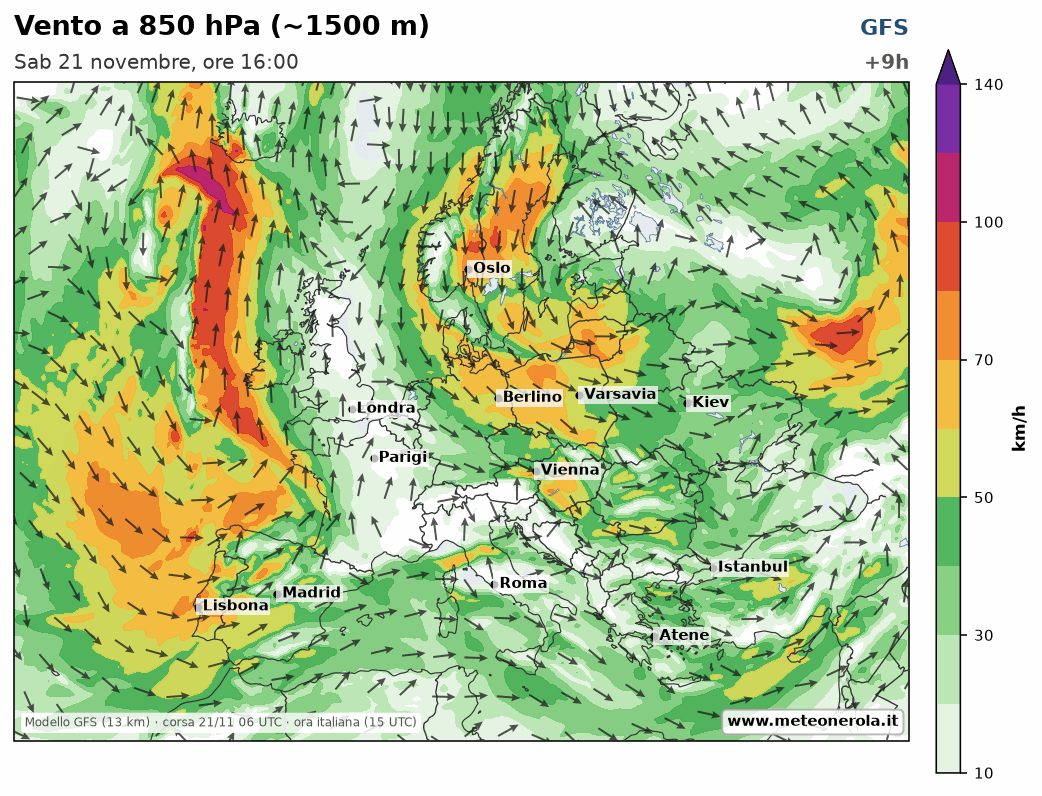 Vento a 850 hPa (~1500 m)
GFS
Sab 21 novembre, ore 16:00
+9h
140
100
70
50
30
10
km/h
Oslo
Londra
Berlino
Varsavia
Kiev
Parigi
Vienna
Istanbul
Roma
Madrid
Lisbona
Atene
Modello GFS (13 km) · corsa 21/11 06 UTC · ora italiana (15 UTC)
www.meteonerola.it